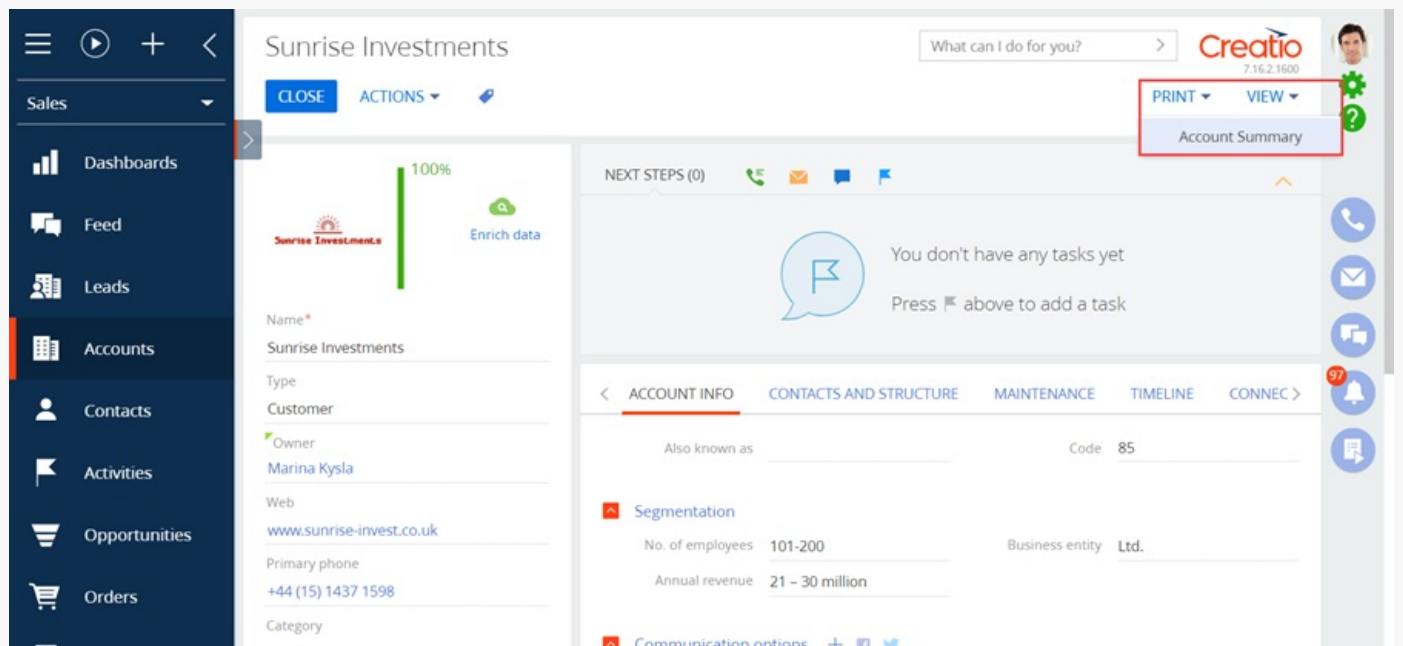 Sunrise Investments
What can I do for you?
Creatio
7.16.2.1600
Sales
CLOSE
ACTIONS
PRINT
VIEW
Account Summary
Dashboards
Feed
Leads
Accounts
Contacts
Activities
Opportunities
Orders
100%
Sunrise Investments
Enrich data
Name*
Sunrise Investments
Type
Customer
Owner
Marina Kysla
Web
www.sunrise-invest.co.uk
Primary phone
+44 (15) 1437 1598
Category
NEXT STEPS (0)
You don't have any tasks yet
Press above to add a task
ACCOUNT INFO CONTACTS AND STRUCTURE MAINTENANCE TIMELINE CONNEC
Also known as
Code 85
Segmentation
No. of employees 101-200
Business entity Ltd.
Annual revenue 21 – 30 million
Communication options
97